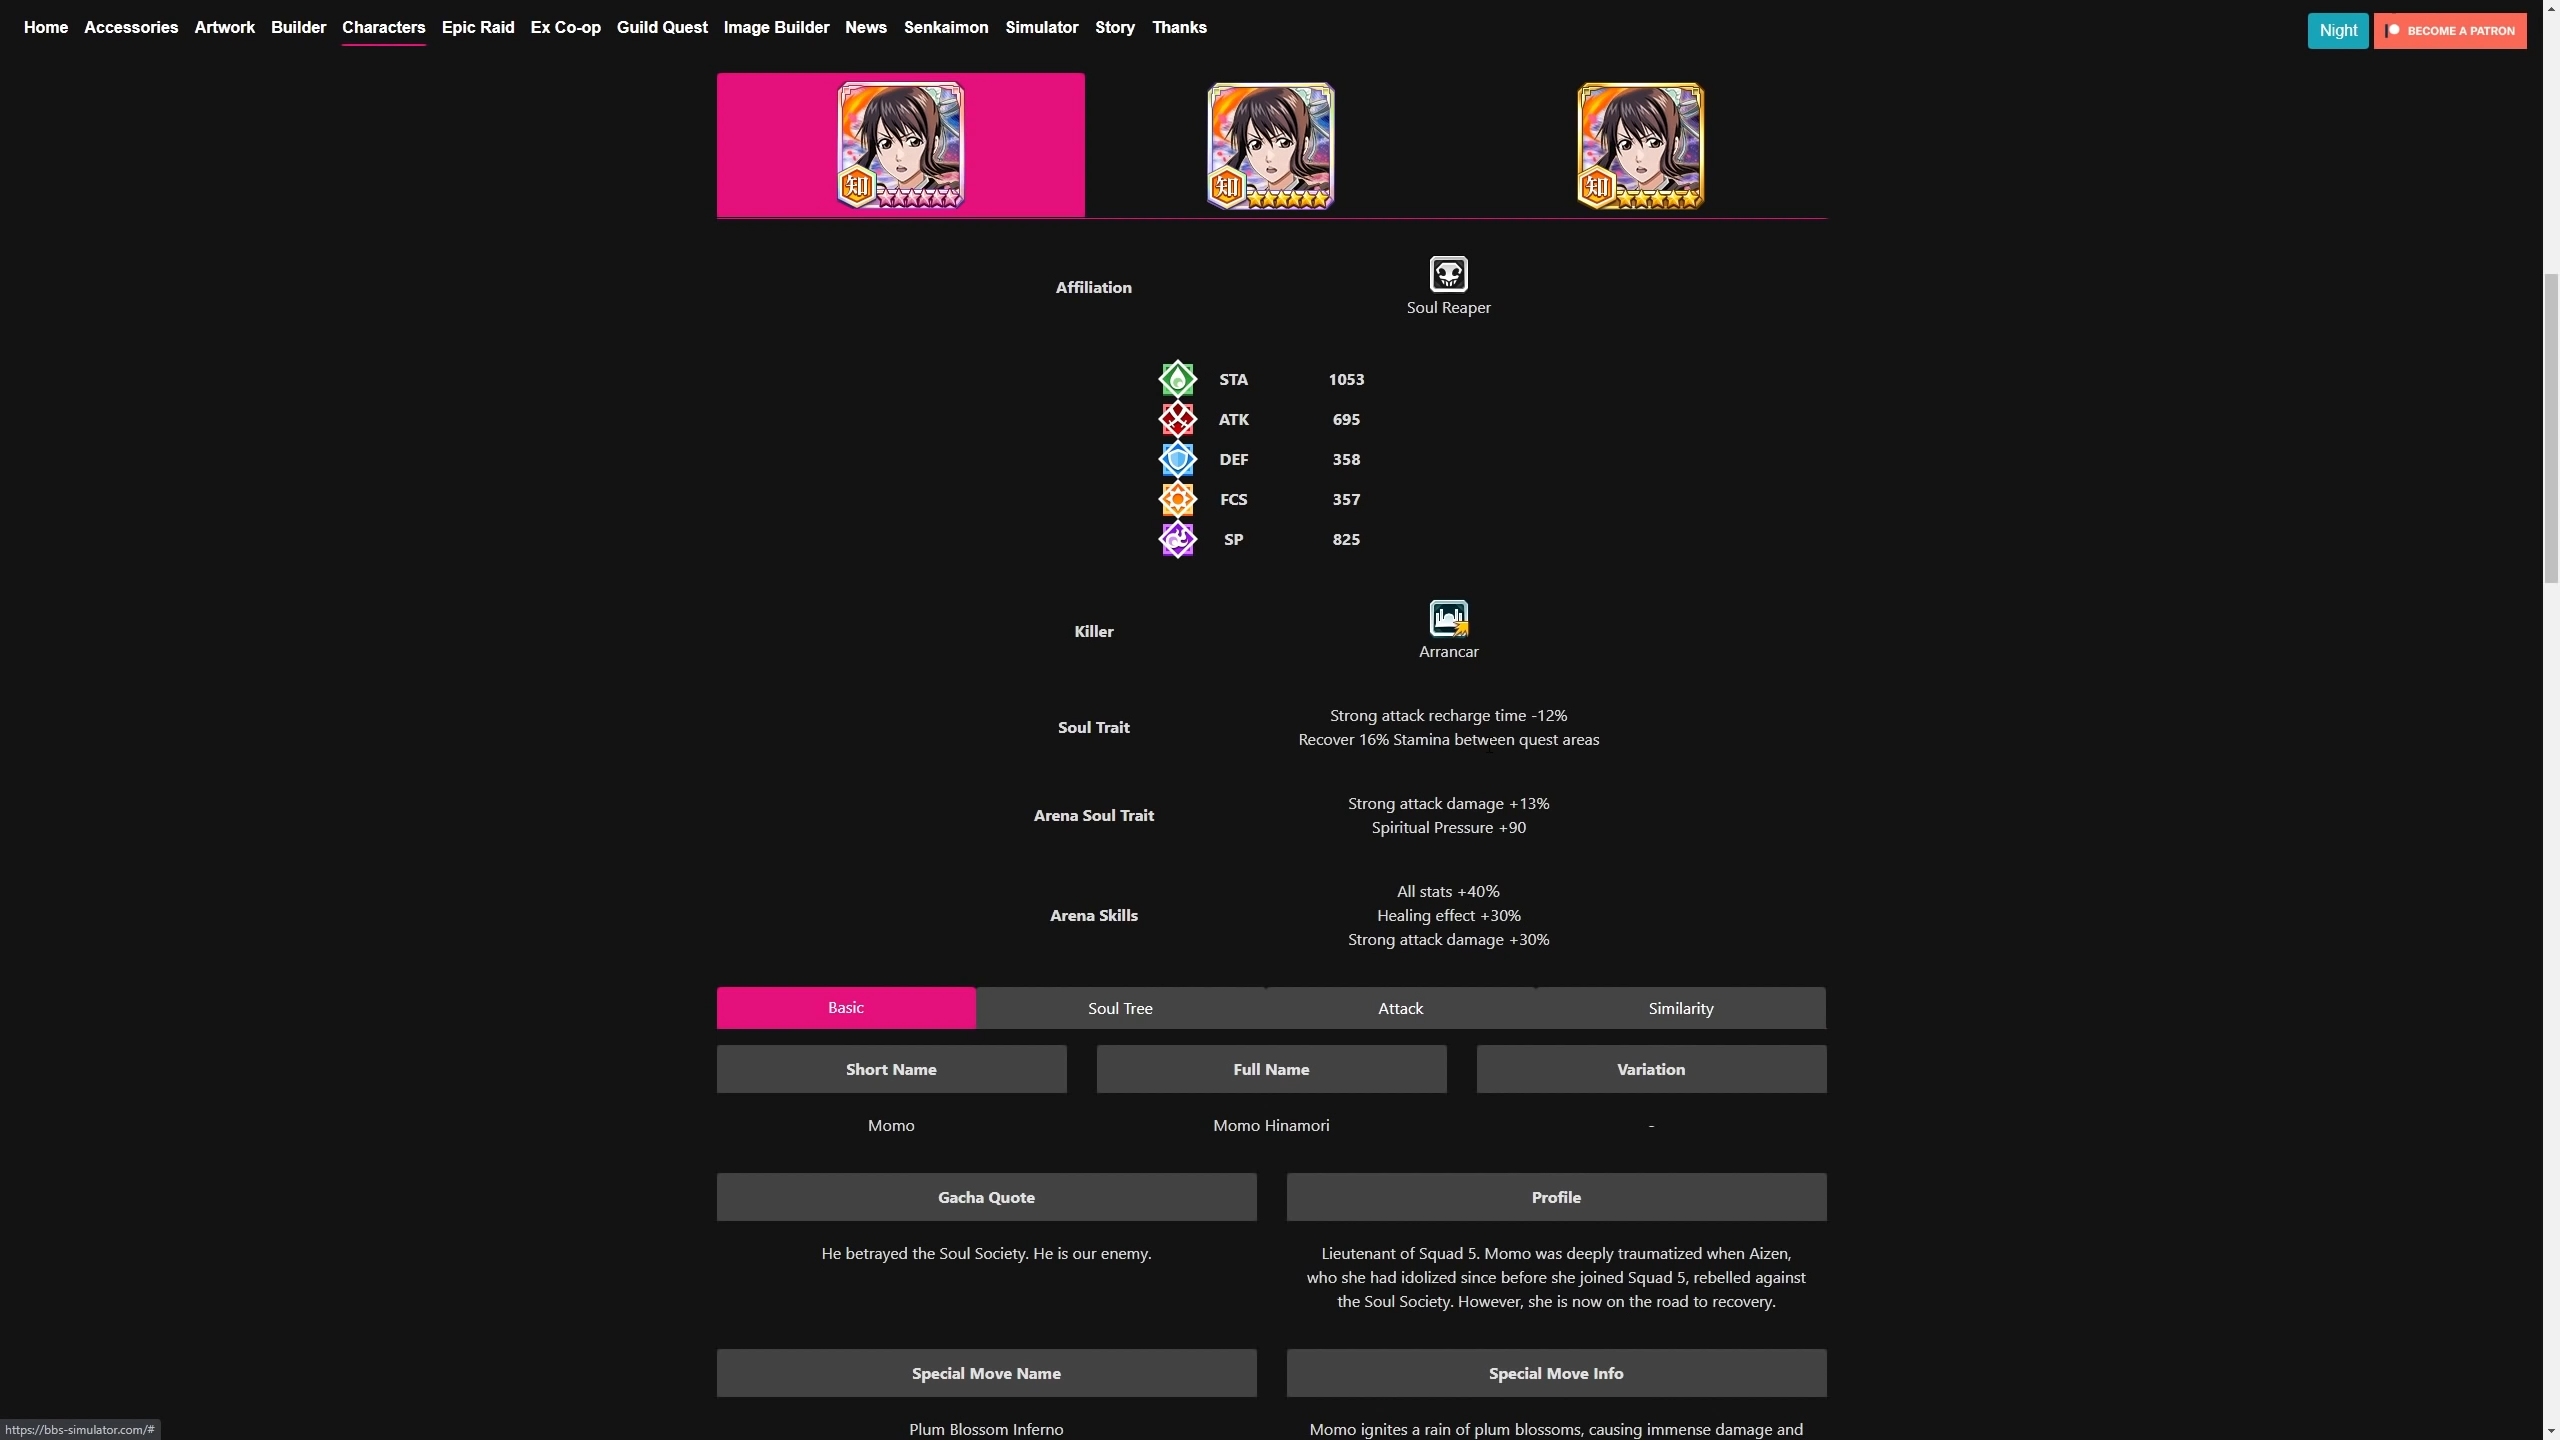 Home Accessories Artwork Builder Characters Epic Raid Ex Co-op Guild Quest Image Builder News Senkaimon Simulator Story Thanks
Night BECOME A PATRON
知 知 知
Affiliation
Soul Reaper
STA 1053
ATK 695
DEF 358
FCS 357
SP 825
Killer
Arrancar
Soul Trait
Strong attack recharge time -12%
Recover 16% Stamina between quest areas
Arena Soul Trait
Strong attack damage +13%
Spiritual Pressure +90
Arena Skills
All stats +40%
Healing effect +30%
Strong attack damage +30%
Basic Soul Tree Attack Similarity
Short Name Full Name Variation
Momo Momo Hinamori -
Gacha Quote
He betrayed the Soul Society. He is our enemy.
Profile
Lieutenant of Squad 5. Momo was deeply traumatized when Aizen,
who she had idolized since before she joined Squad 5, rebelled against
the Soul Society. However, she is now on the road to recovery.
Special Move Name
Plum Blossom Inferno
Special Move Info
Momo ignites a rain of plum blossoms, causing immense damage and
https://bbs-simulator.com/#